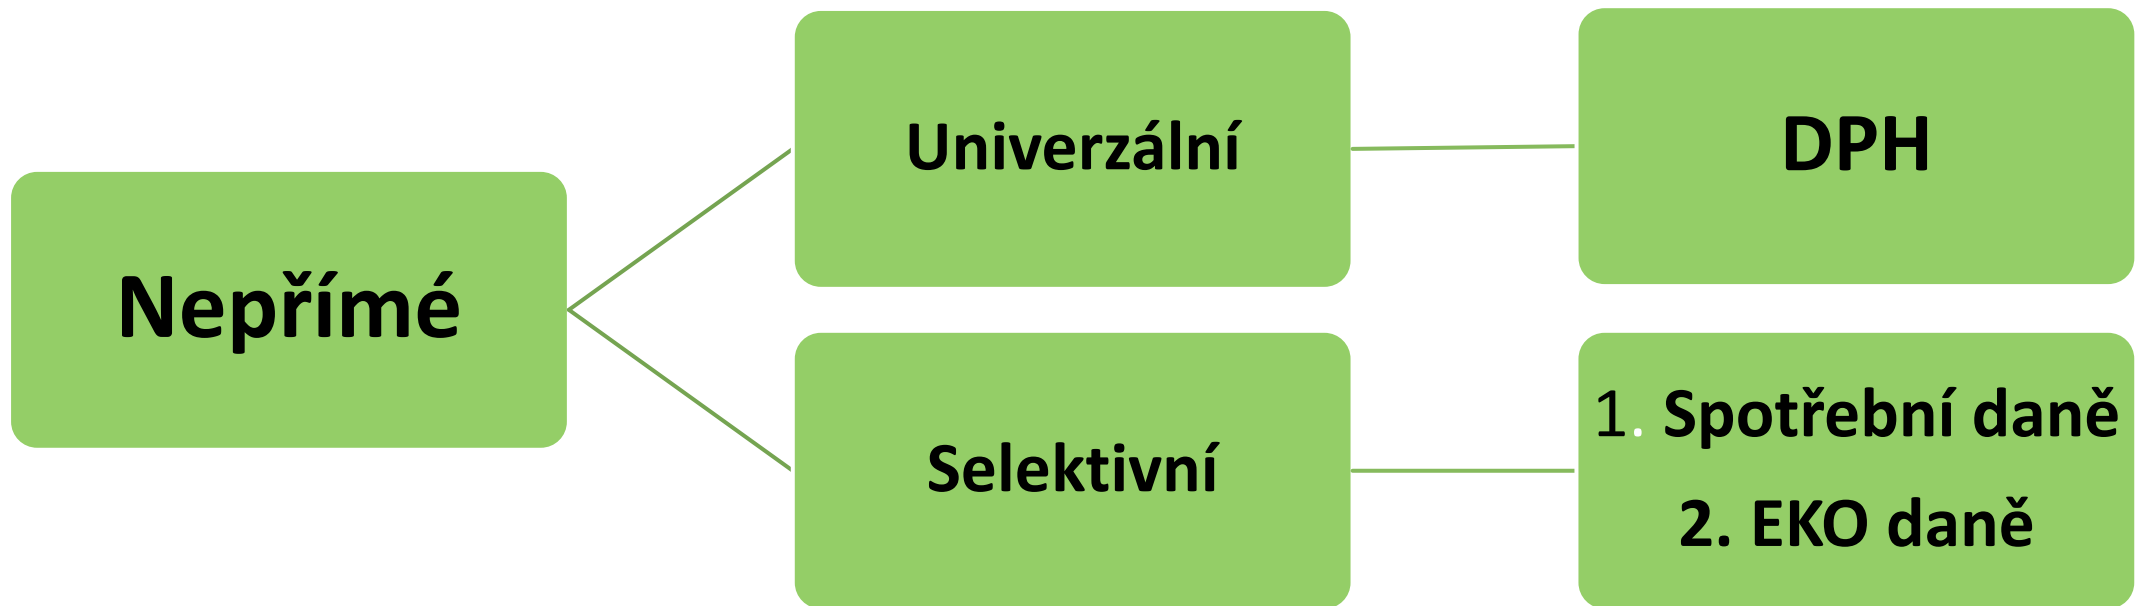 Nepřímé
Univerzální
DPH
Selektivní
1. Spotřební daně
2. EKO daně